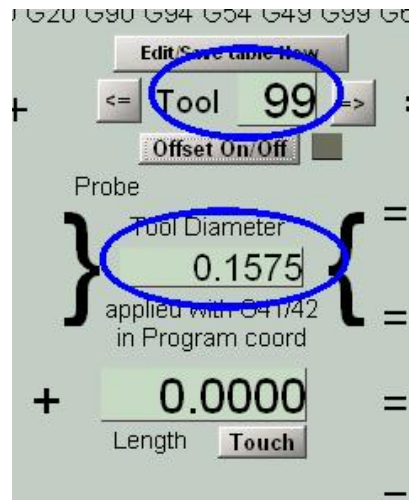 G20 G90 G94 G54 G49 G99
Edit/Save table Now
+ <= Tool 99 =>
Offset On/Off
Probe
} Tool Diameter { =
0.1575
applied with G41/42 =
in Program coord
+ 0.0000 =
Length Touch